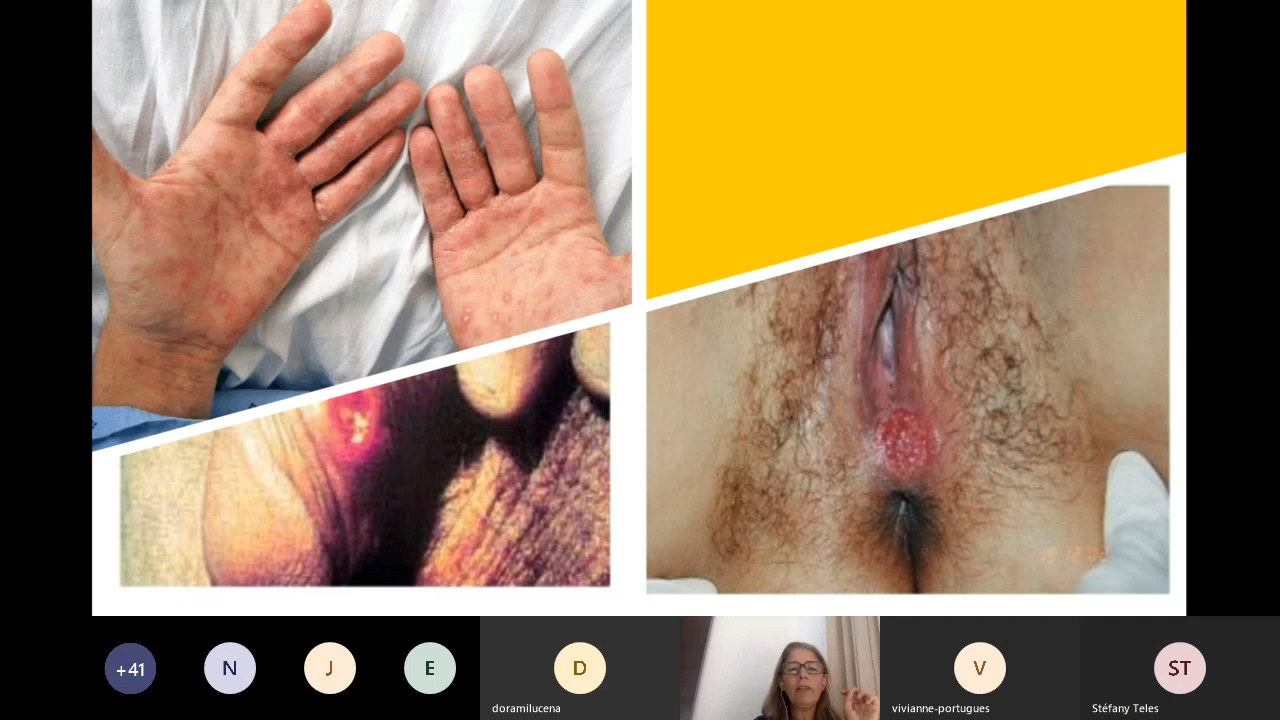 +41
N
J
E
D
V
ST
doramilucena
vivianne-portugues
Stéfany Teles